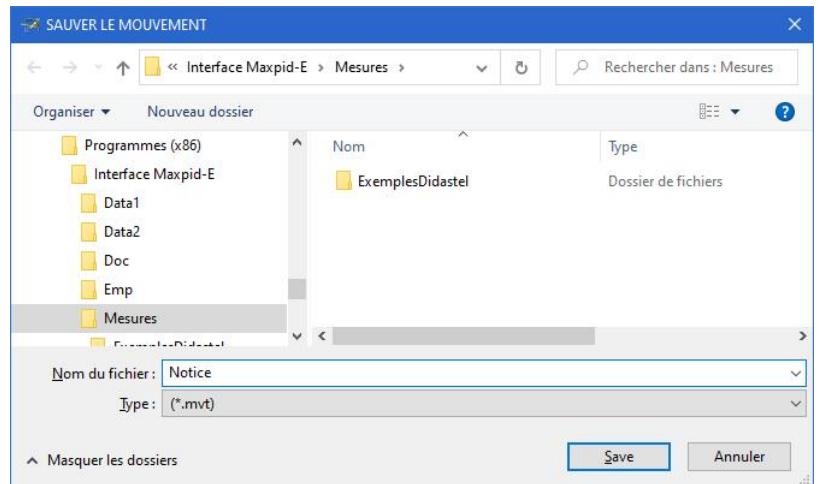 SAUVER LE MOUVEMENT
« Interface Maxpid-E › Mesures ›
Rechercher dans : Mesures
Organiser
Nouveau dossier
Programmes (x86)
Interface Maxpid-E
Data1
Data2
Doc
Emp
Mesures
Nom
Type
ExemplesDidastel
Dossier de fichiers
Nom du fichier : Notice
Type : (*.mvt)
Masquer les dossiers
Save
Annuler